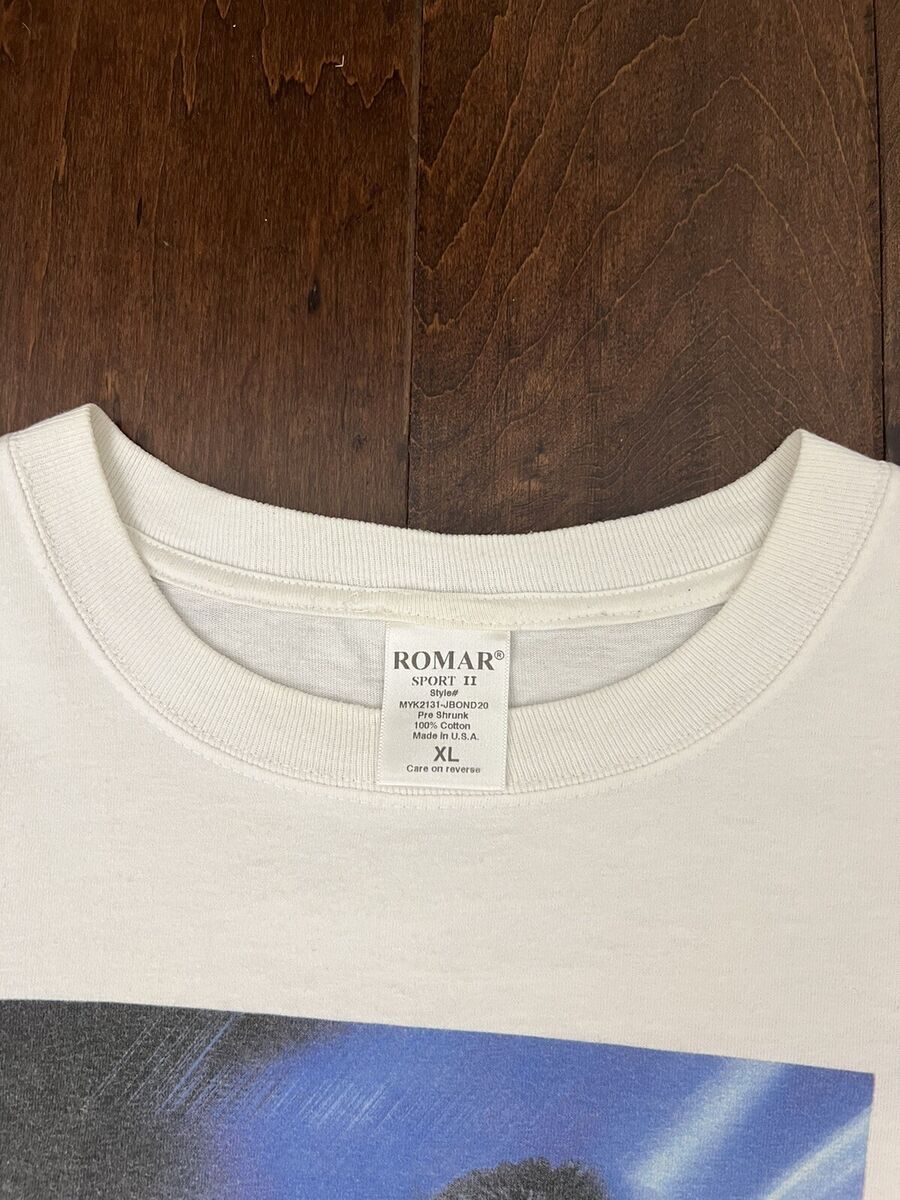 ROMAR®
SPORT II
Style#
MYK2131-JBOND20
Pre Shrunk
100% Cotton
Made in U.S.A.
XL
Care on reverse